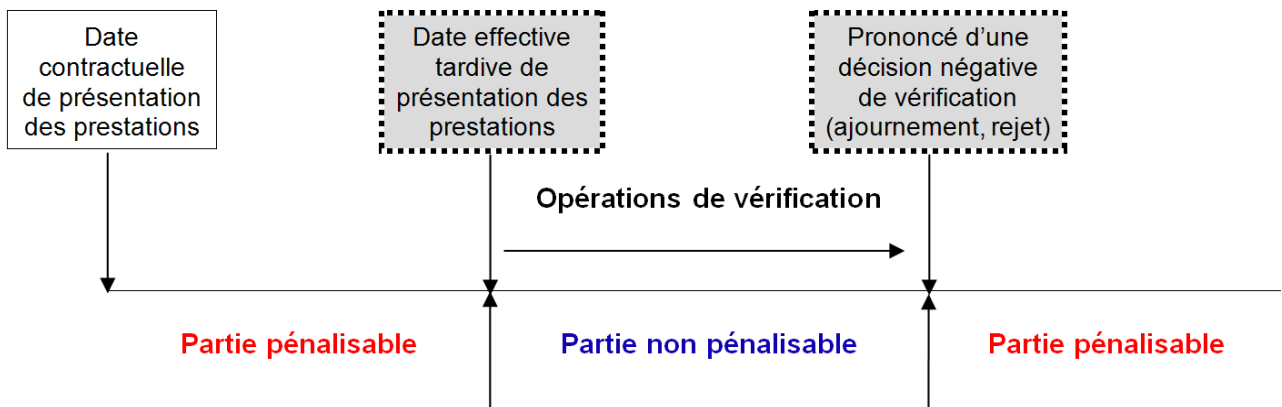 Date
contractuelle
de présentation
des prestations
Date effective
tardive de
présentation des
prestations
Prononcé d’une
décision négative
de vérification
(ajournement, rejet)
Opérations de vérification
Partie pénalisable
Partie non pénalisable
Partie pénalisable